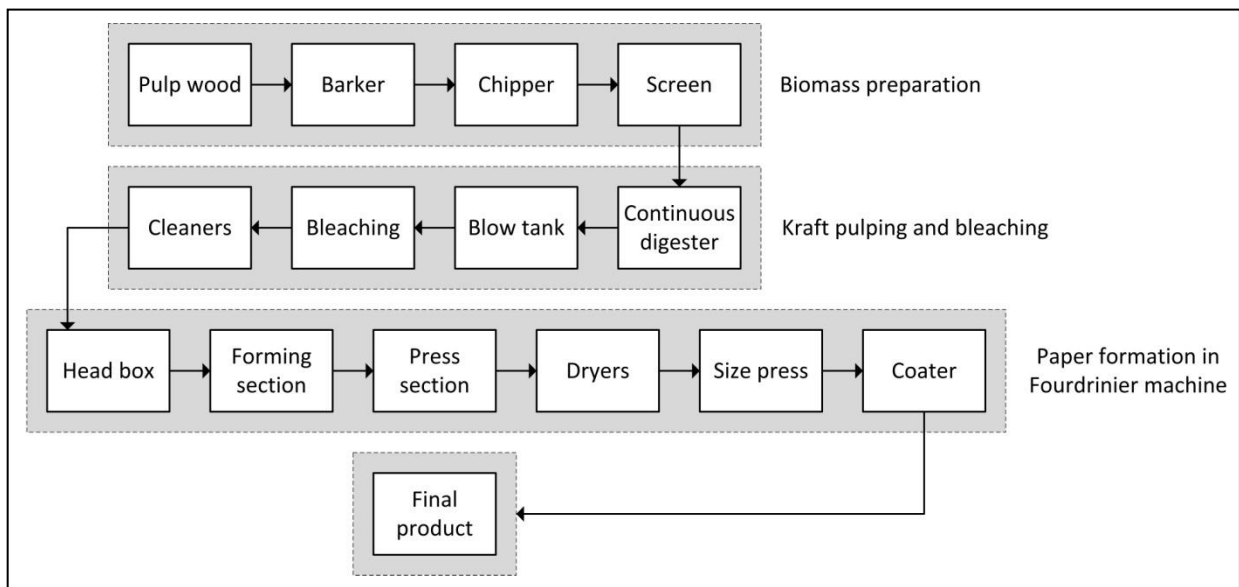 Pulp wood
Barker
Chipper
Screen
Biomass preparation
Continuous
digester
Blow tank
Bleaching
Cleaners
Kraft pulping and bleaching
Head box
Forming
section
Press
section
Dryers
Size press
Coater
Paper formation in
Fourdrinier machine
Final
product